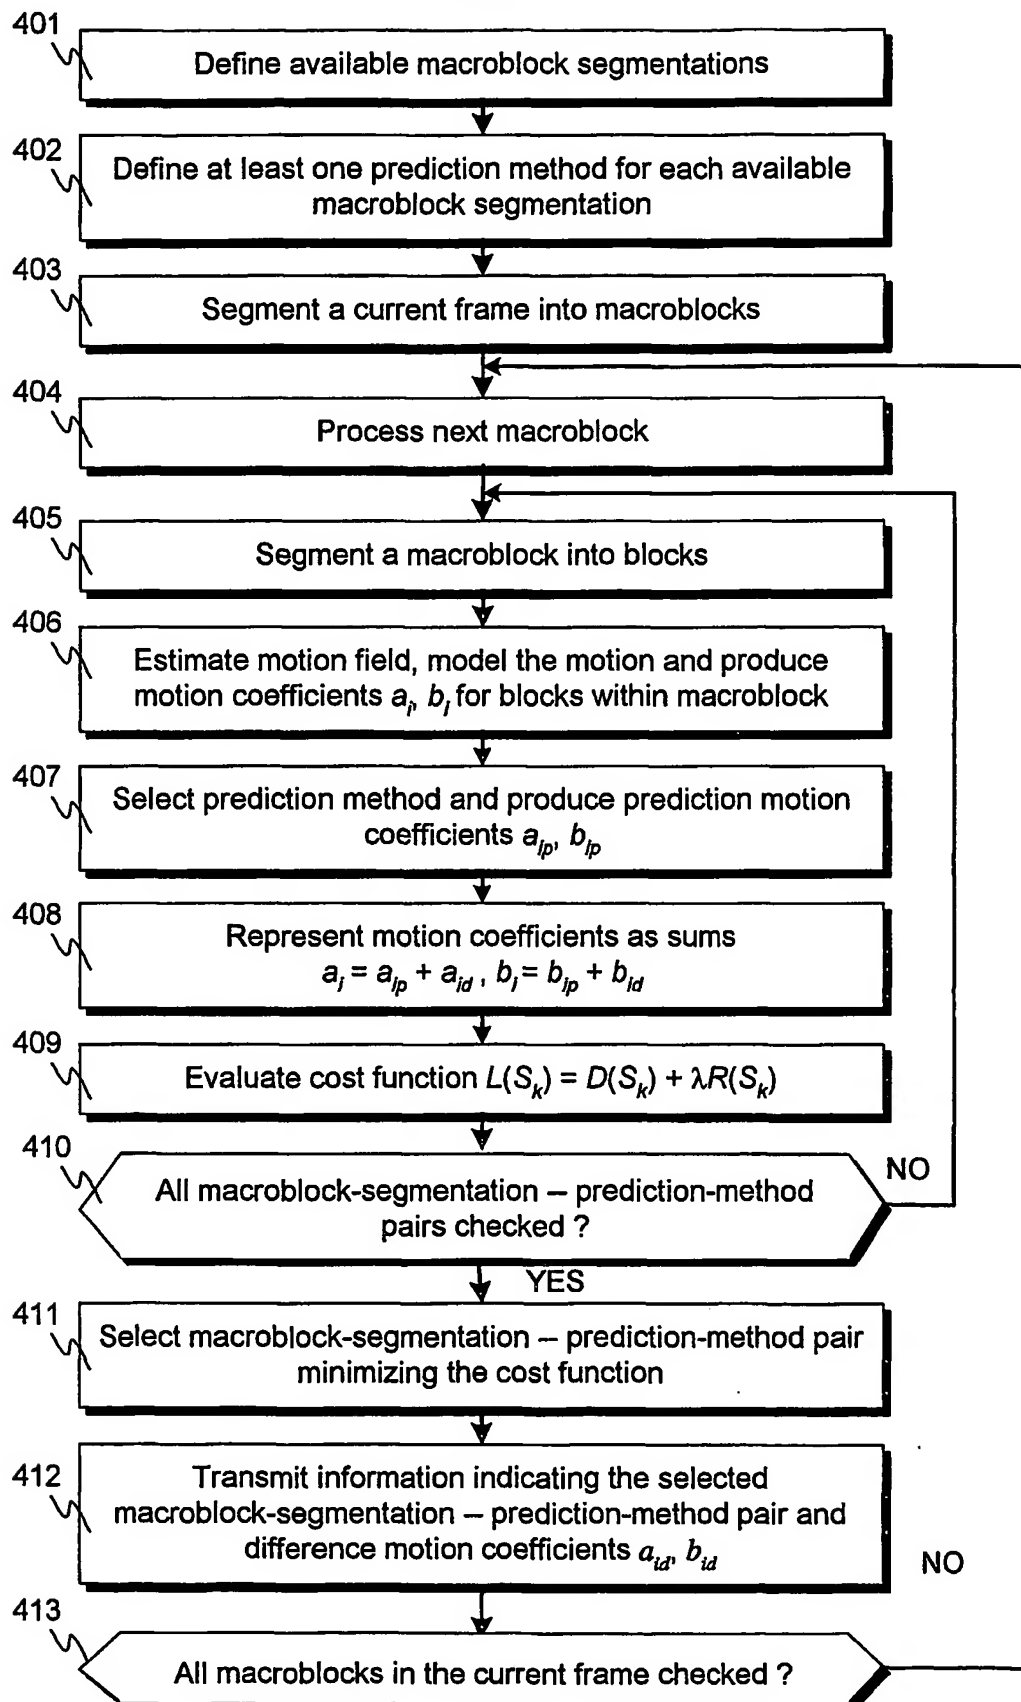 401
Define available macroblock segmentations
402
Define at least one prediction method for each available
macroblock segmentation
403
Segment a current frame into macroblocks
404
Process next macroblock
405
Segment a macroblock into blocks
406
Estimate motion field, model the motion and produce
motion coefficients a_i, b_i for blocks within macroblock
407
Select prediction method and produce prediction motion
coefficients a_ip, b_ip
408
Represent motion coefficients as sums
a_i = a_ip + a_id , b_i = b_ip + b_id
409
Evaluate cost function L(S_k) = D(S_k) + λR(S_k)
410
NO
All macroblock-segmentation – prediction-method
pairs checked ?
YES
411
Select macroblock-segmentation – prediction-method pair
minimizing the cost function
412
Transmit information indicating the selected
macroblock-segmentation – prediction-method pair and
difference motion coefficients a_id, b_id
NO
413
All macroblocks in the current frame checked ?